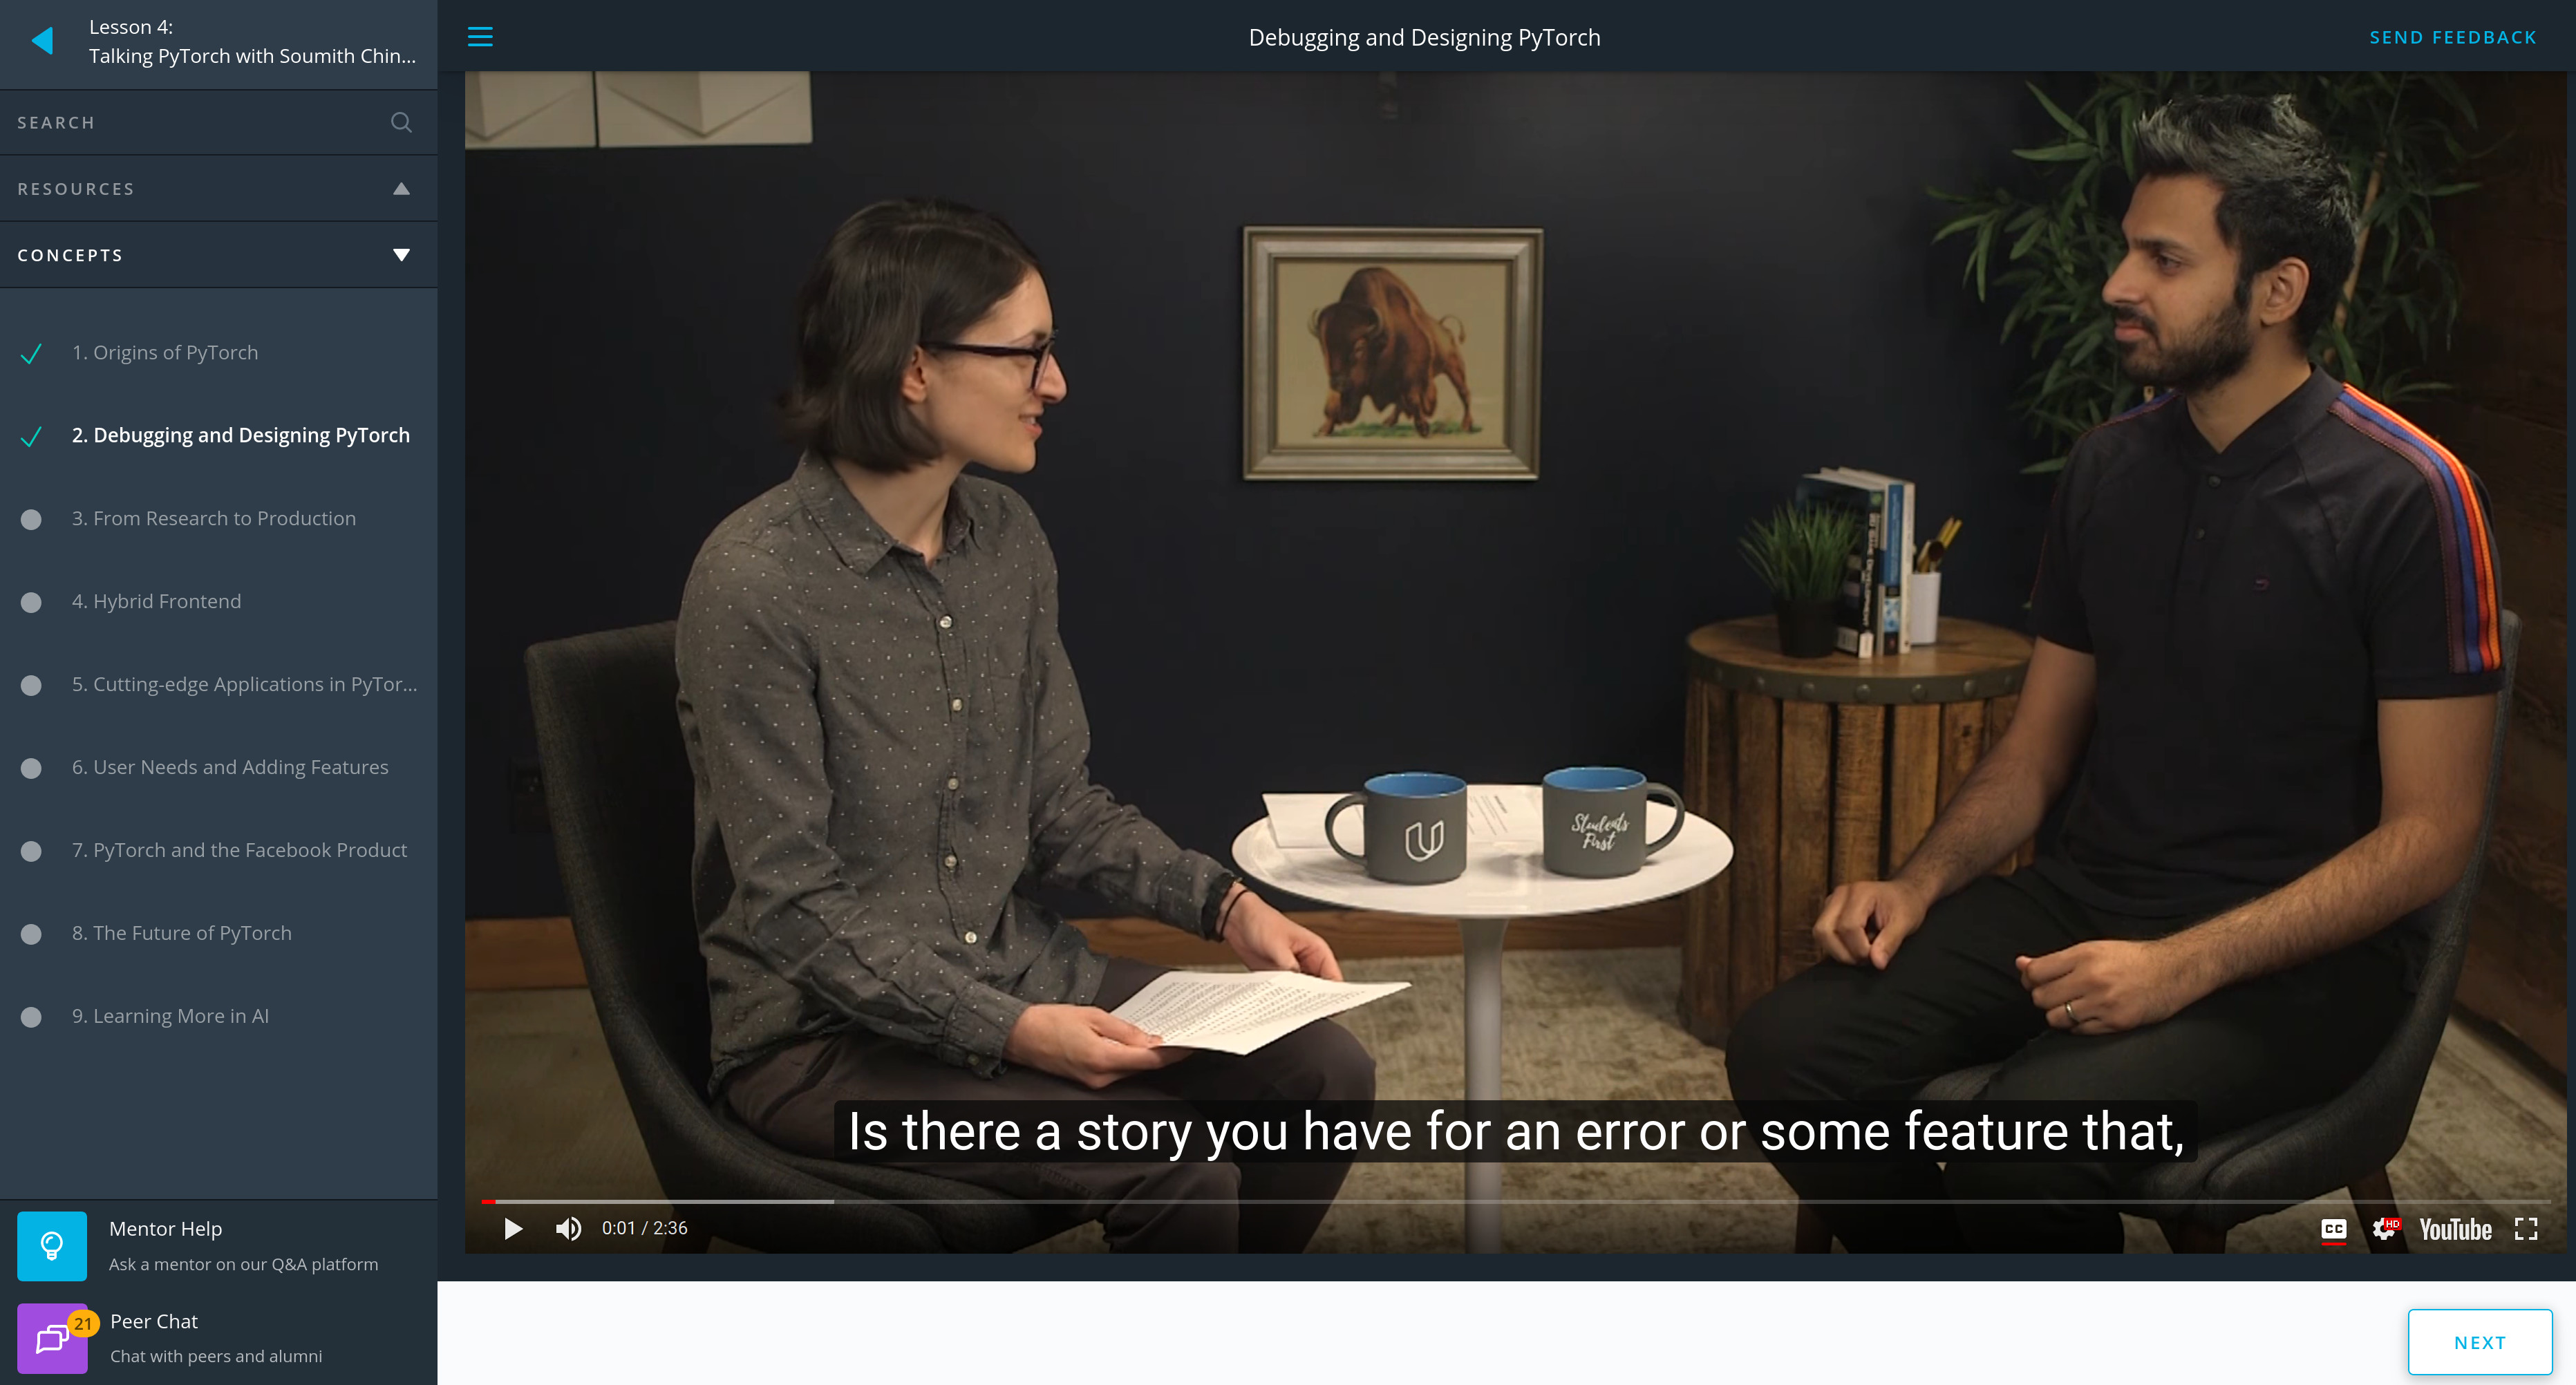 Lesson 4:
Talking PyTorch with Soumith Chin...
SEARCH
RESOURCES
CONCEPTS
1. Origins of PyTorch
2. Debugging and Designing PyTorch
3. From Research to Production
4. Hybrid Frontend
5. Cutting-edge Applications in PyTor...
6. User Needs and Adding Features
7. PyTorch and the Facebook Product
8. The Future of PyTorch
9. Learning More in AI
Mentor Help
Ask a mentor on our Q&A platform
21
Peer Chat
Chat with peers and alumni
Debugging and Designing PyTorch
SEND FEEDBACK
Students
First
Is there a story you have for an error or some feature that,
0:01 / 2:36
CC
HD
YouTube
NEXT